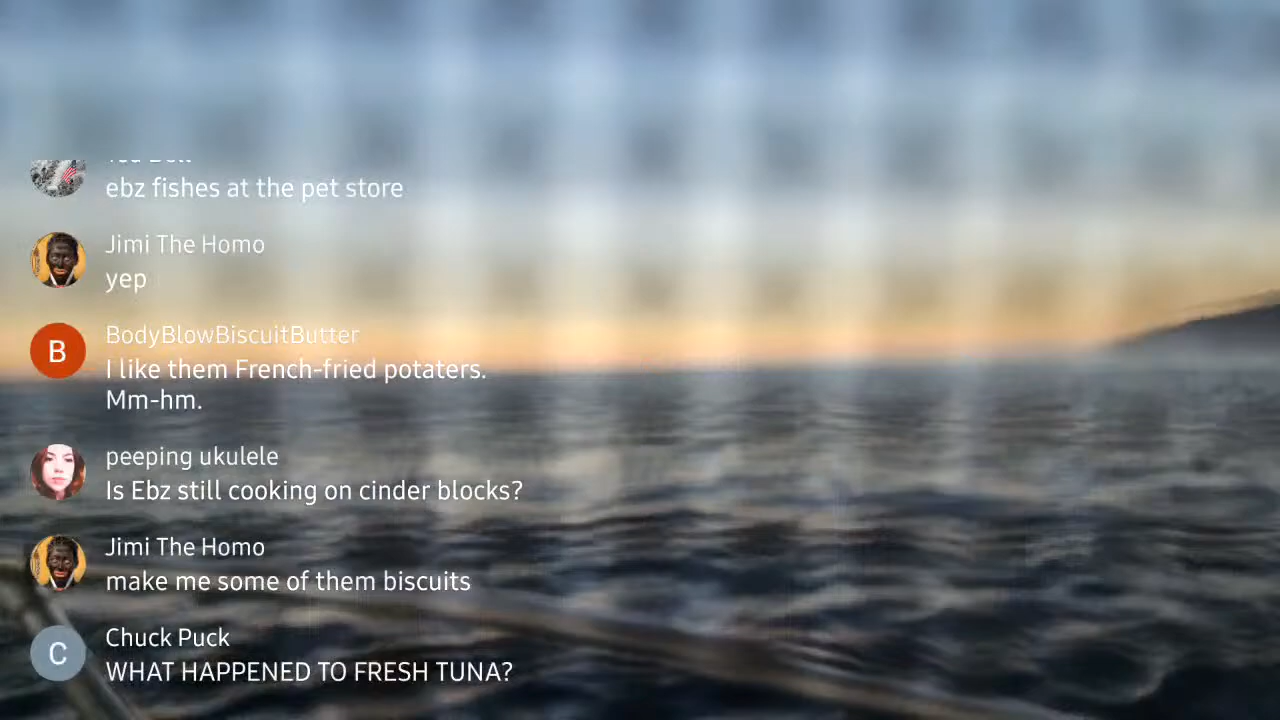 ebz fishes at the pet store
Jimi The Homo
yep
BodyBlowBiscuitButter
B
I like them French-fried potaters.
Mm-hm.
peeping ukulele
Is Ebz still cooking on cinder blocks?
Jimi The Homo
make me some of them biscuits
Chuck Puck
C
WHAT HAPPENED TO FRESH TUNA?